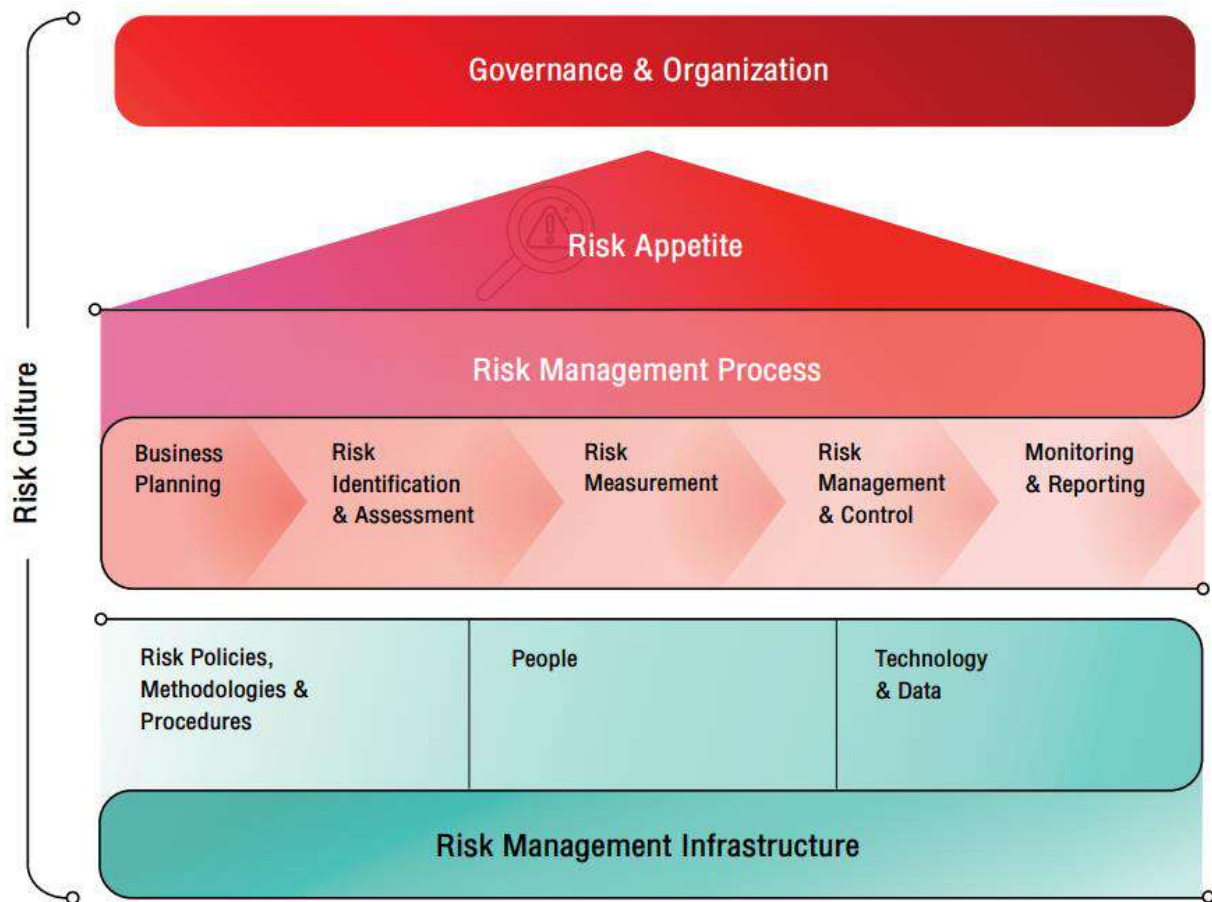 Governance & Organization
Risk Appetite
Risk Management Process
Risk Culture
Business
Planning
Risk
Identification
& Assessment
Risk
Measurement
Risk
Management
& Control
Monitoring
& Reporting
Risk Policies,
Methodologies &
Procedures
People
Technology
& Data
Risk Management Infrastructure